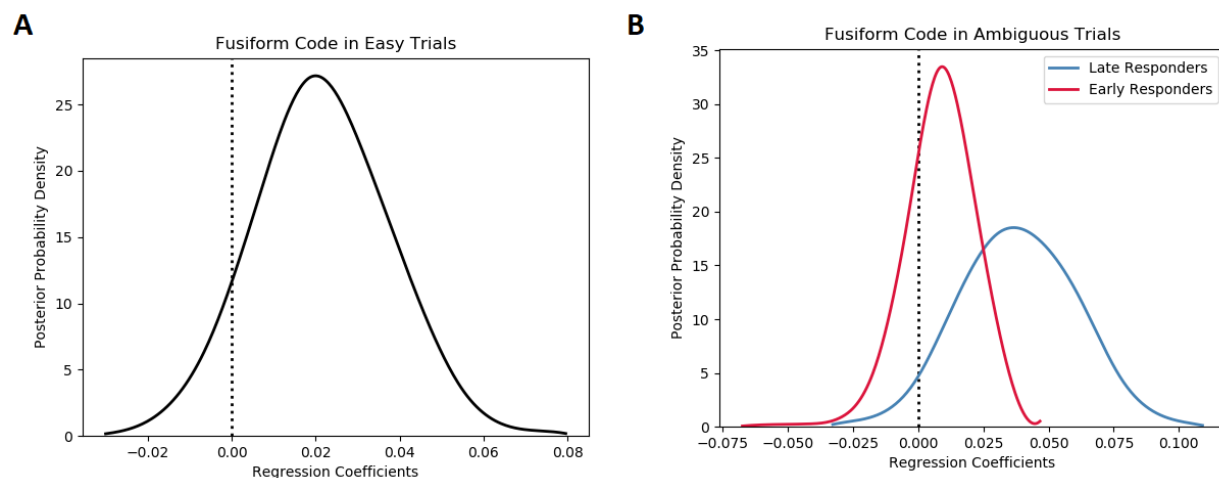 A
Fusiform Code in Easy Trials
Posterior Probability Density
25
20
15
10
5
0
−0.02
0.00
0.02
0.04
0.06
0.08
Regression Coefficients
B
Fusiform Code in Ambiguous Trials
Late Responders
Early Responders
Posterior Probability Density
35
30
25
20
15
10
5
0
−0.075
−0.050
−0.025
0.000
0.025
0.050
0.075
0.100
Regression Coefficients